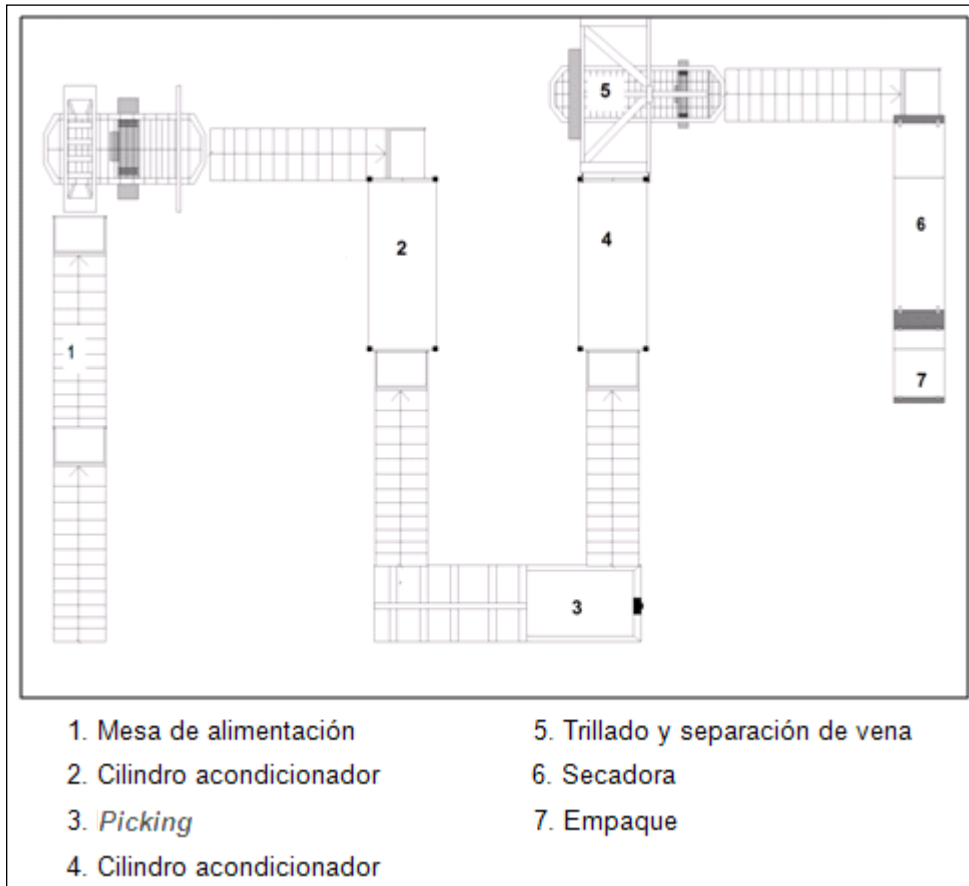 5
2
4
6
1
7
3
1. Mesa de alimentación
2. Cilindro acondicionador
3. Picking
4. Cilindro acondicionador
5. Trillado y separación de vena
6. Secadora
7. Empaque